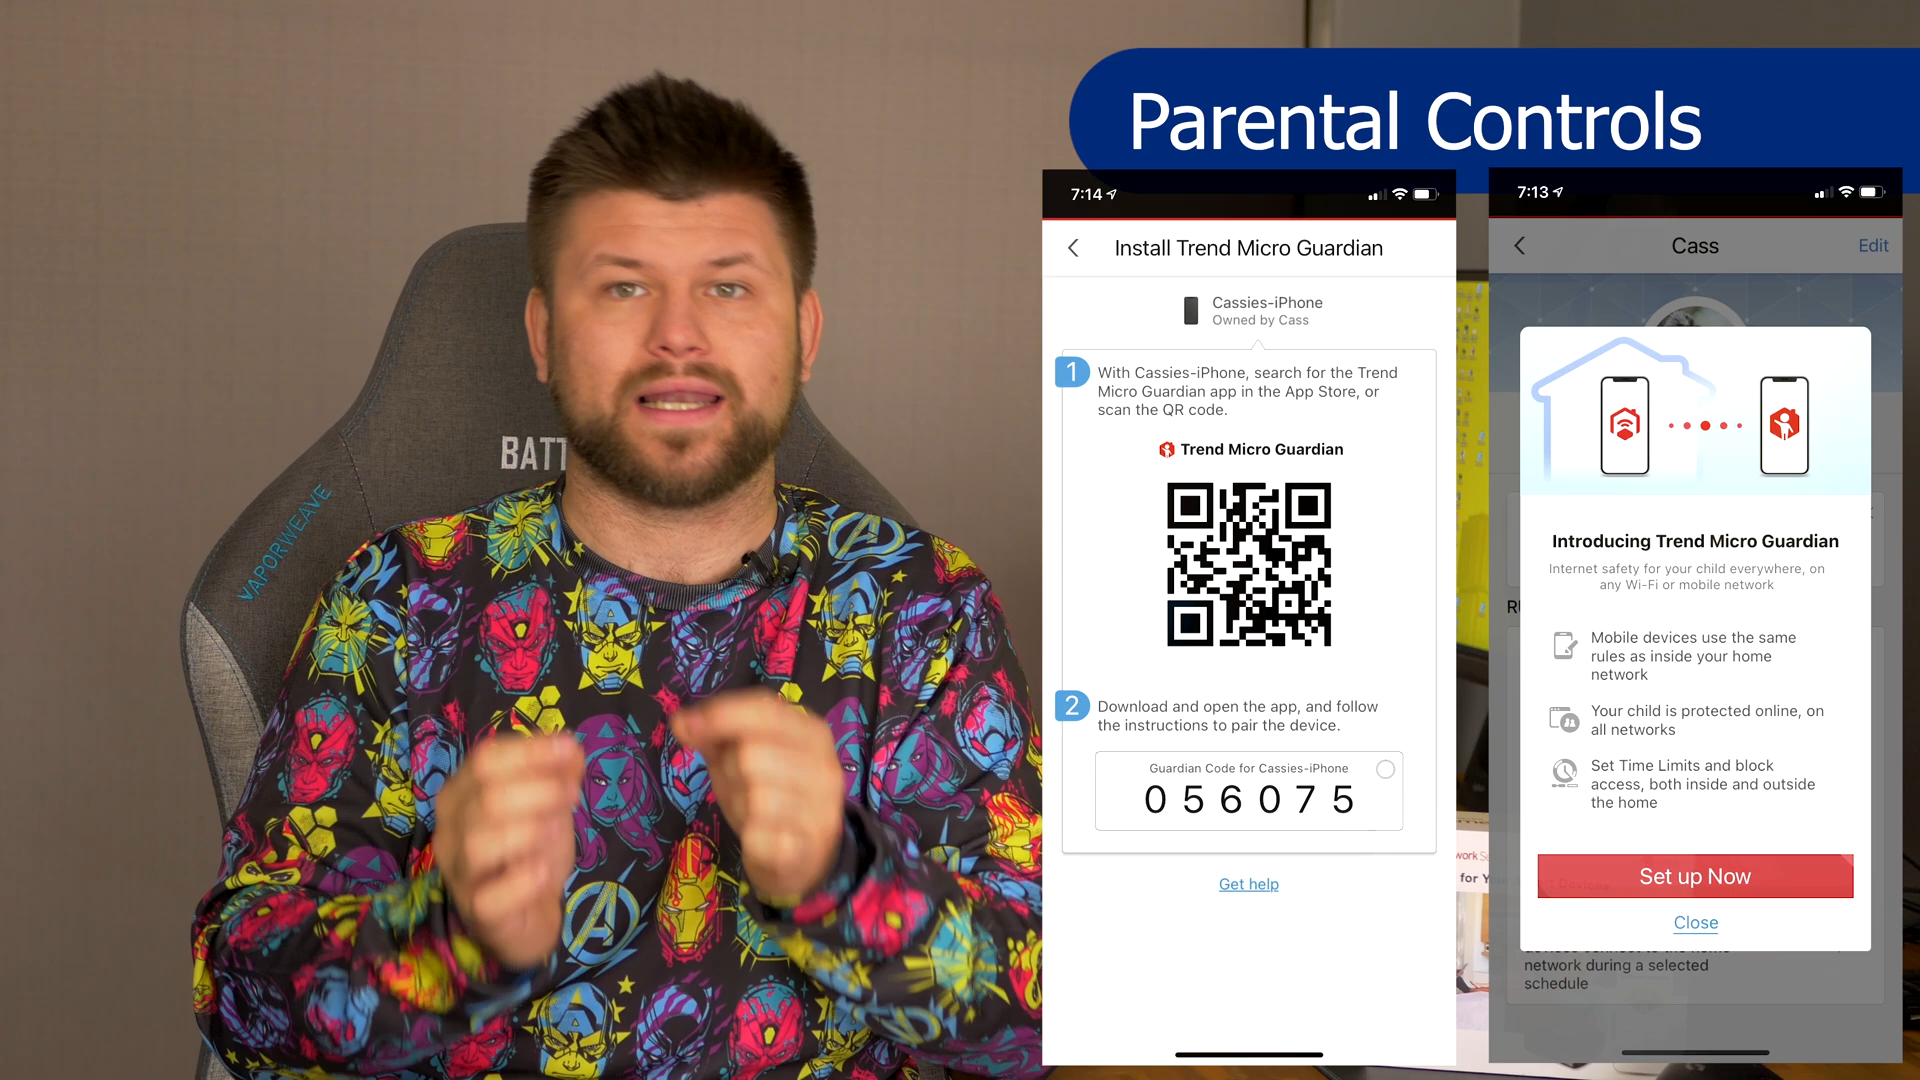 Parental Controls
7:14
Install Trend Micro Guardian
Cassies-iPhone
Owned by Cass
1
With Cassies-iPhone, search for the Trend
Micro Guardian app in the App Store, or
scan the QR code.
Trend Micro Guardian
2
Download and open the app, and follow
the instructions to pair the device.
Guardian Code for Cassies-iPhone
0 5 6 0 7 5
Get help
7:13
Cass
Edit
Introducing Trend Micro Guardian
Internet safety for your child everywhere, on
any Wi-Fi or mobile network
Mobile devices use the same
rules as inside your home
network
Your child is protected online, on
all networks
Set Time Limits and block
access, both inside and outside
the home
Set up Now
Close
network during a selected
schedule
BATT
VAPORWEAVE
for